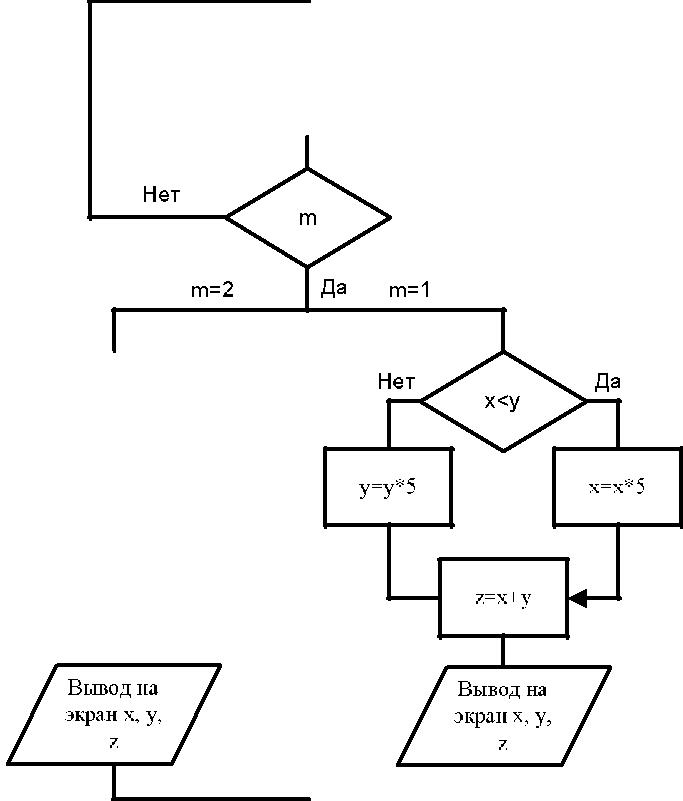 Нет
m
m=2
Да
m=1
Нет
x<y
Да
y=y*5
x=x*5
z=x+y
Вывод на
экран x, y,
z
Вывод на
экран x, y,
z